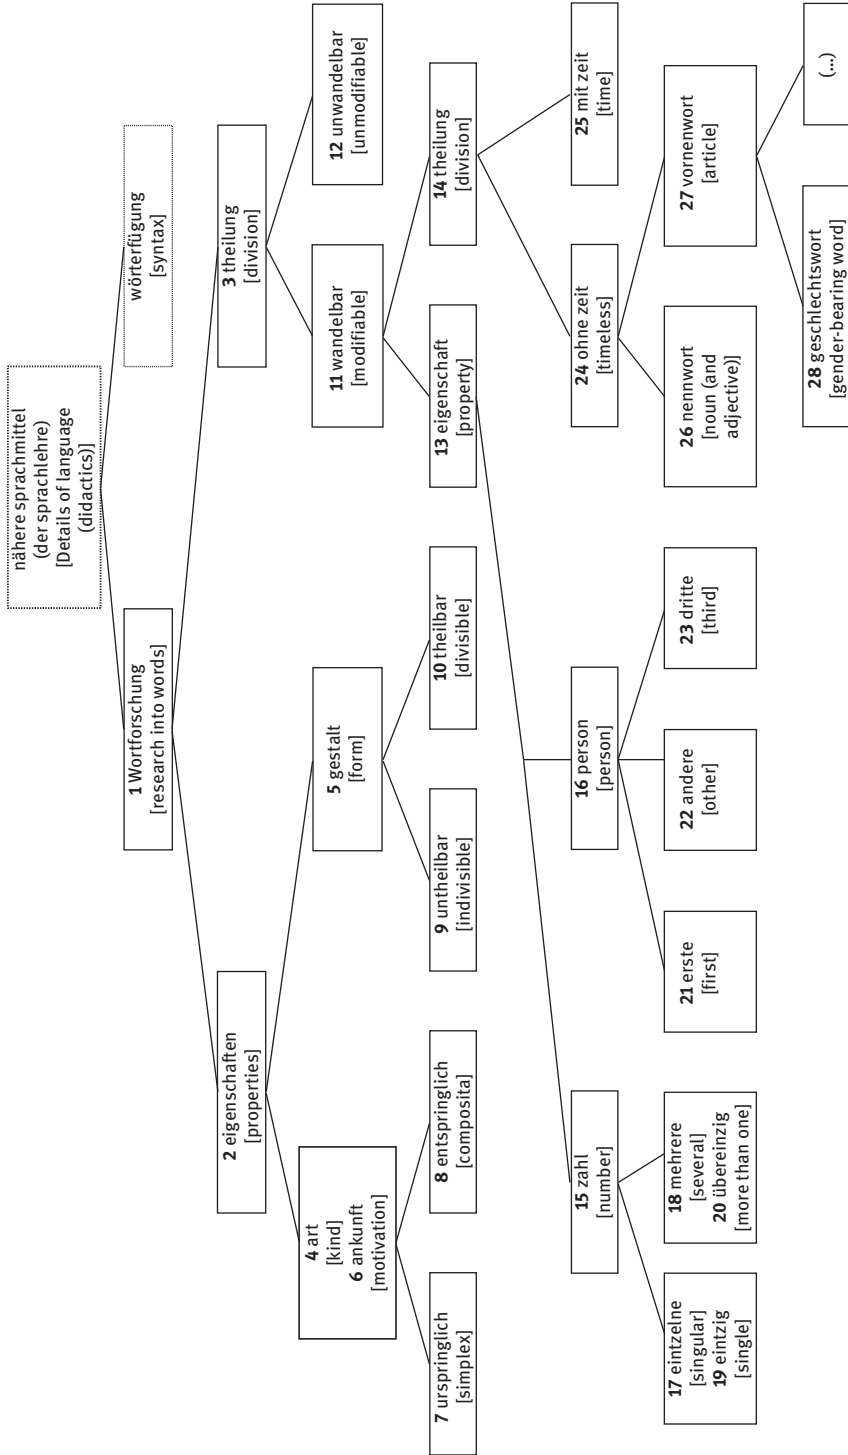 nähere sprachmittel
(der sprachlehre)
[Details of language
(didactics)]
1 Wortforschung
[research into words]
wörterfügung
[syntax]
2 eigenschaften
[properties]
3 theilung
[division]
4 art
[kind]
6 ankunft
[motivation]
5 gestalt
[form]
11 wandelbar
[modifiable]
12 unwandelbar
[unmodifiable]
7 urspringlich
[simplex]
8 entspringlich
[composita]
9 untheilbar
[indivisible]
10 theilbar
[divisible]
13 eigenschaft
[property]
14 theilung
[division]
15 zahl
[number]
16 person
[person]
24 ohne zeit
[timeless]
25 mit zeit
[time]
17 eintzelne
[singular]
19 eintzig
[single]
18 mehrere
[several]
20 übereinzig
[more than one]
21 erste
[first]
22 andere
[other]
23 dritte
[third]
26 nennwort
[noun (and
adjective)]
27 vornenwort
[article]
28 geschlechtswort
[gender-bearing word]
(...)